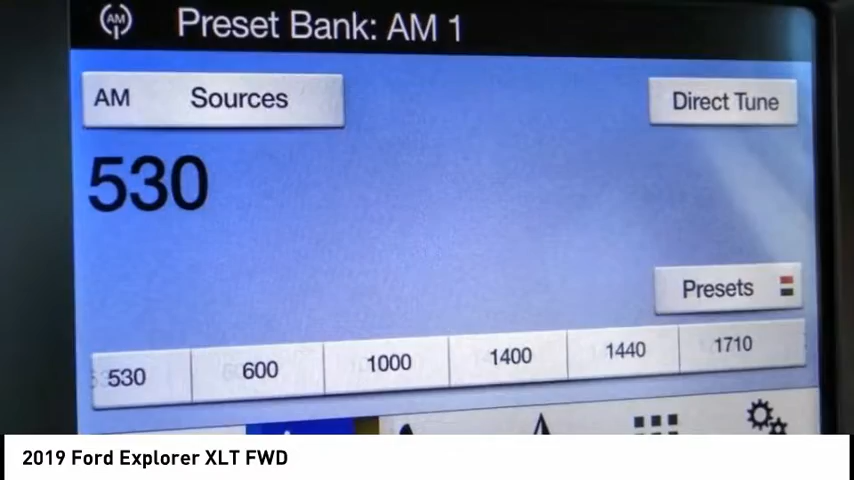 AM
Preset Bank: AM 1
AM Sources
Direct Tune
530
Presets
530 600 1000 1400 1440 1710
2019 Ford Explorer XLT FWD